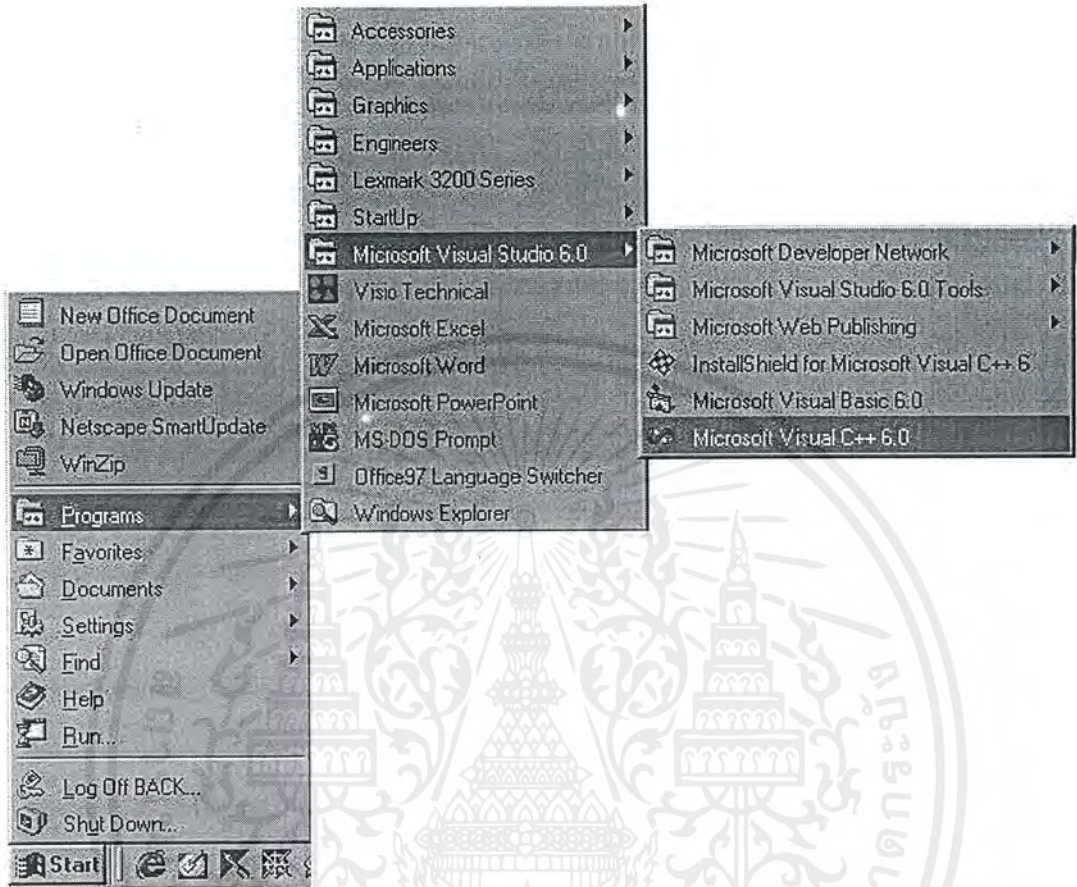 Accessories
Applications
Graphics
Engineers
Lexmark 3200 Series
StartUp
Microsoft Visual Studio 6.0
Visio Technical
Microsoft Excel
Microsoft Word
Microsoft PowerPoint
MS-DOS Prompt
Office97 Language Switcher
Windows Explorer
Microsoft Developer Network
Microsoft Visual Studio 6.0 Tools
Microsoft Web Publishing
InstallShield for Microsoft Visual C++ 6
Microsoft Visual Basic 6.0
Microsoft Visual C++ 6.0
New Office Document
Open Office Document
Windows Update
Netscape SmartUpdate
WinZip
Programs
Favorites
Documents
Settings
Find
Help
Run...
Log Off BACK...
Shut Down...
Start